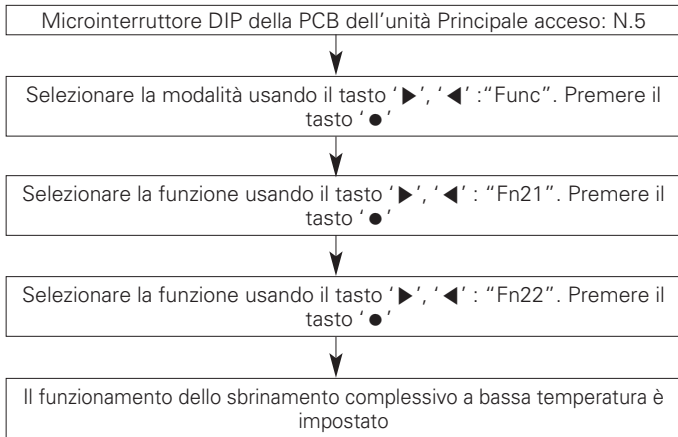 Microinterruttore DIP della PCB dell'unità Principale acceso: N.5
Selezionare la modalità usando il tasto ‘▶’, ‘◀’ :“Func”. Premere il
tasto ‘●’
Selezionare la funzione usando il tasto ‘▶’, ‘◀’ : “Fn21”. Premere il
tasto ‘●’
Selezionare la funzione usando il tasto ‘▶’, ‘◀’ : “Fn22”. Premere il
tasto ‘●’
Il funzionamento dello sbrinamento complessivo a bassa temperatura è
impostato